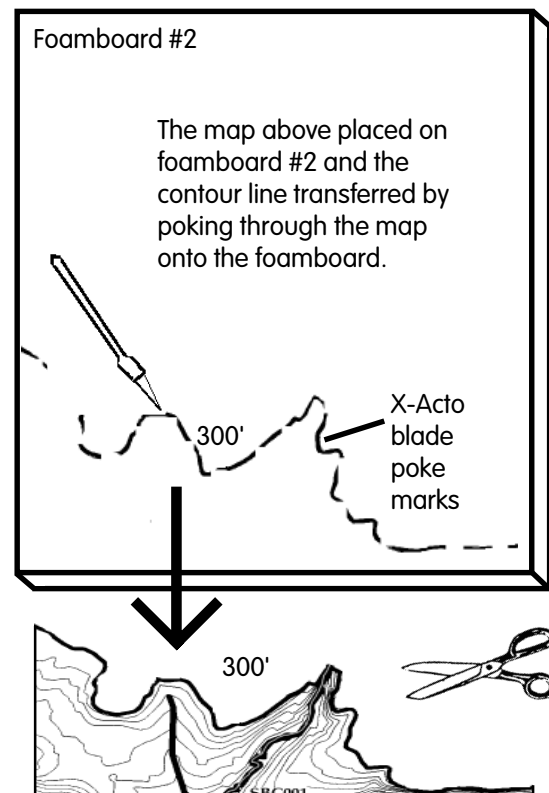 Foamboard #2
The map above placed on
foamboard #2 and the
contour line transferred by
poking through the map
onto the foamboard.
300'
X-Acto
blade
poke
marks
300'
SBC001